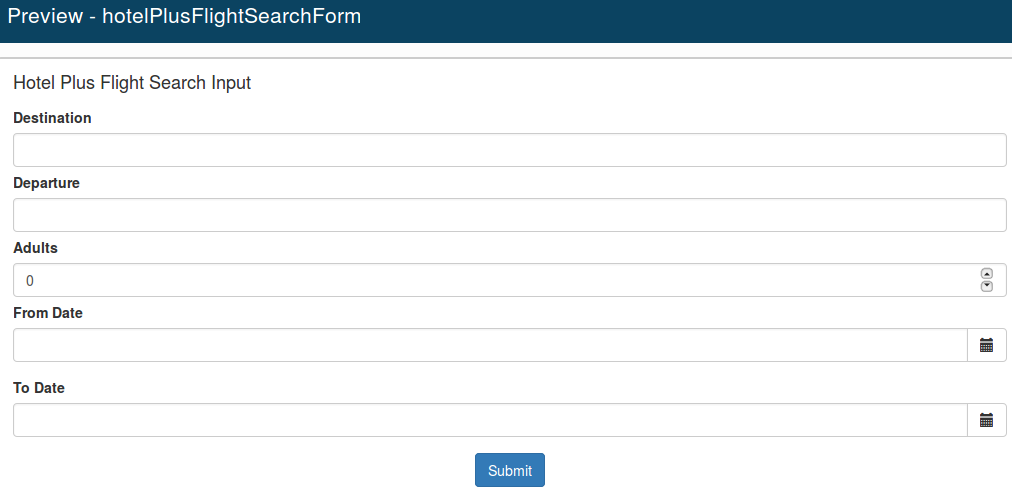 Preview - hotelPlusFlightSearchForm
Hotel Plus Flight Search Input
Destination
Departure
Adults
0
From Date
To Date
Submit